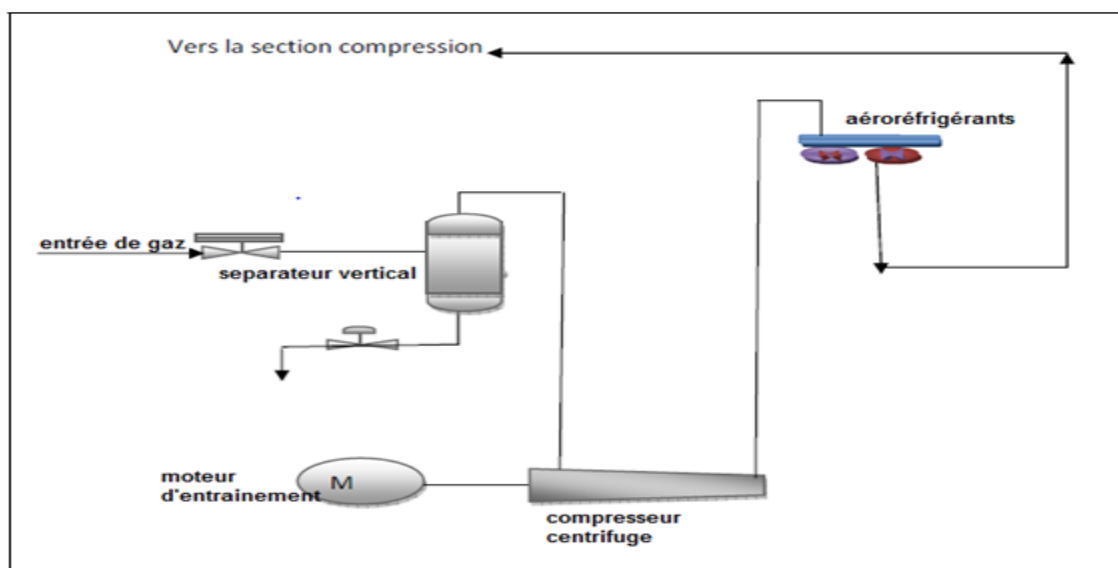 Vers la section compression
aéroréfrigérants
entrée de gaz
separateur vertical
moteur
d'entrainement
M
compresseur
centrifuge